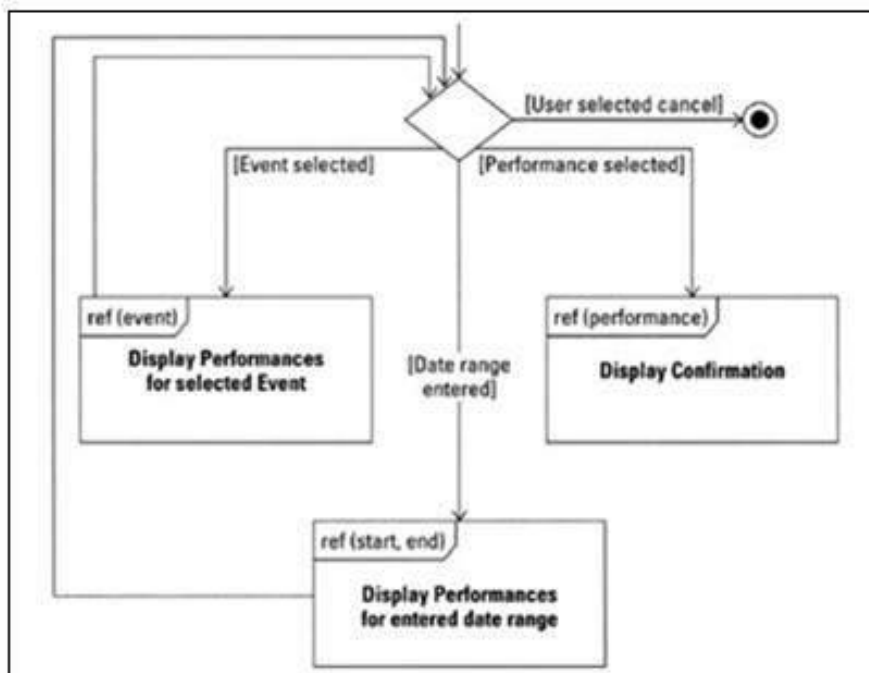 [User selected cancel]
[Event selected]
[Performance selected]
ref (event)
Display Performances
for selected Event
[Date range
entered]
ref (performance)
Display Confirmation
ref (start, end)
Display Performances
for entered date range